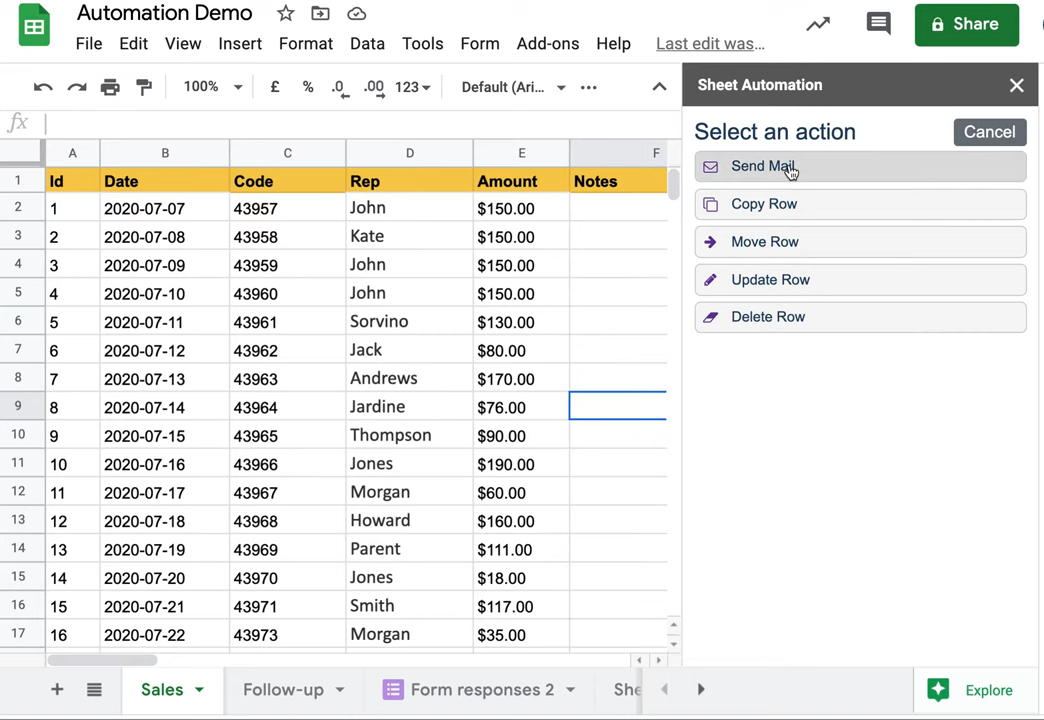 Automation Demo
File Edit View Insert Format Data Tools Form Add-ons Help Last edit was...
Share
100% £ % .0 .00 123 Default (Ari...
Sheet Automation
fx
Select an action
Cancel
Send Mail
Copy Row
Move Row
Update Row
Delete Row
A B C D E F
1 Id Date Code Rep Amount Notes
2 1 2020-07-07 43957 John $150.00
3 2 2020-07-08 43958 Kate $150.00
4 3 2020-07-09 43959 John $150.00
5 4 2020-07-10 43960 John $150.00
6 5 2020-07-11 43961 Sorvino $130.00
7 6 2020-07-12 43962 Jack $80.00
8 7 2020-07-13 43963 Andrews $170.00
9 8 2020-07-14 43964 Jardine $76.00
10 9 2020-07-15 43965 Thompson $90.00
11 10 2020-07-16 43966 Jones $190.00
12 11 2020-07-17 43967 Morgan $60.00
13 12 2020-07-18 43968 Howard $160.00
14 13 2020-07-19 43969 Parent $111.00
15 14 2020-07-20 43970 Jones $18.00
16 15 2020-07-21 43971 Smith $117.00
17 16 2020-07-22 43973 Morgan $35.00
Sales Follow-up Form responses 2 She
Explore